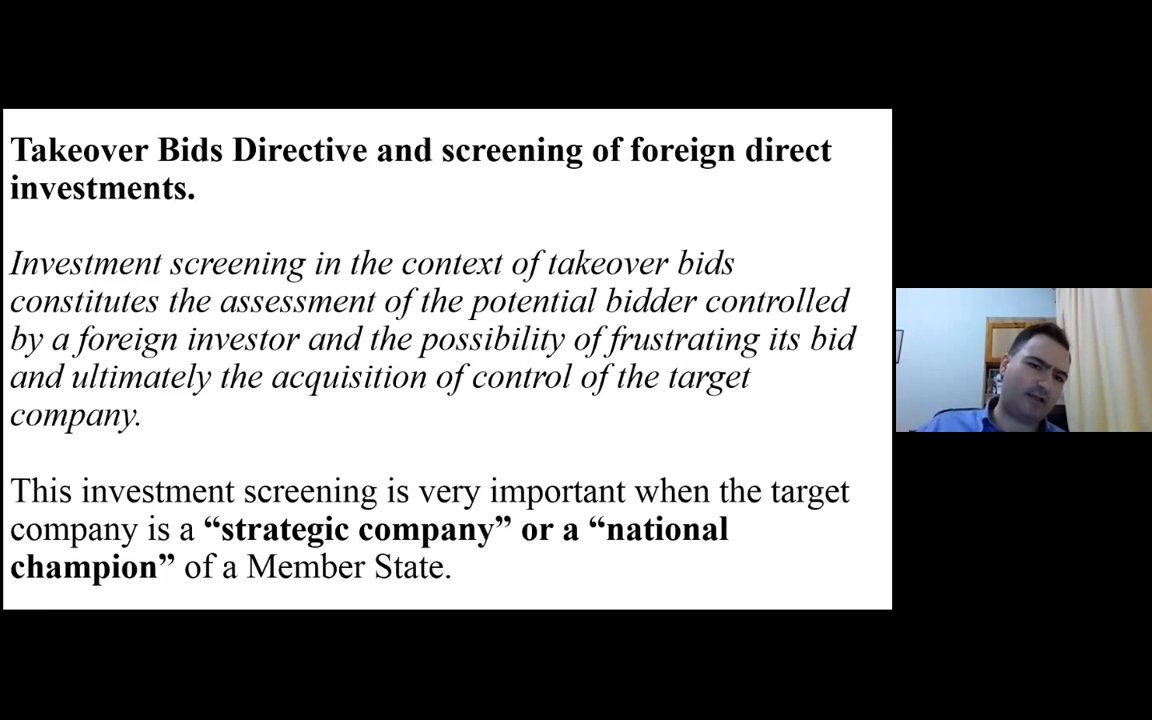 Takeover Bids Directive and screening of foreign direct
investments.
Investment screening in the context of takeover bids
constitutes the assessment of the potential bidder controlled
by a foreign investor and the possibility of frustrating its bid
and ultimately the acquisition of control of the target
company.
This investment screening is very important when the target
company is a “strategic company” or a “national
champion” of a Member State.